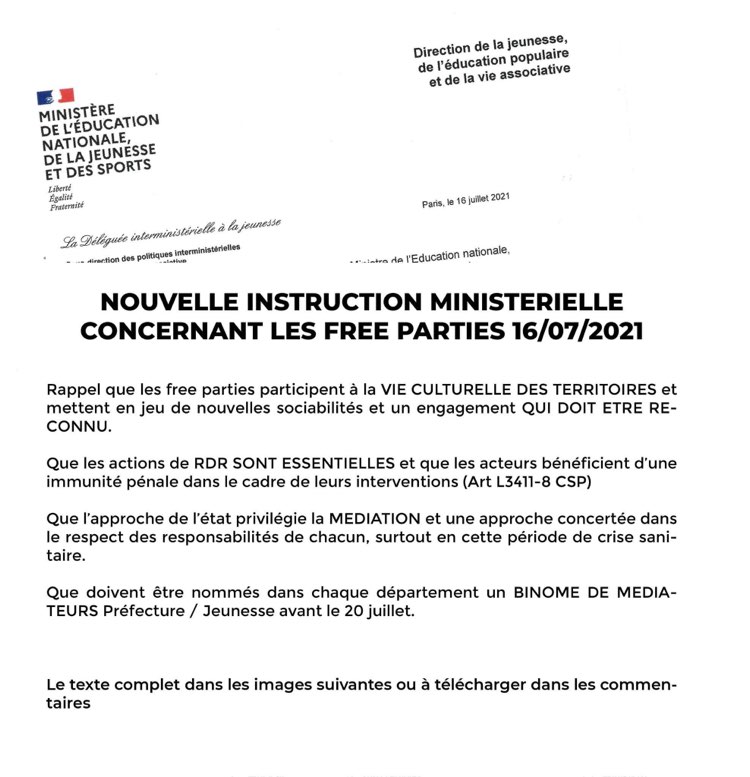 Direction de la jeunesse,
de l'éducation populaire
et de la vie associative
MINISTÈRE
DE L'ÉDUCATION
NATIONALE,
DE LA JEUNESSE
ET DES SPORTS
Liberté
Égalité
Fraternité
Paris, le 16 juillet 2021
La Déléguée interministérielle à la jeunesse
direction des politiques interministérielles
de l'Education nationale,
NOUVELLE INSTRUCTION MINISTERIELLE
CONCERNANT LES FREE PARTIES 16/07/2021
Rappel que les free parties participent à la VIE CULTURELLE DES TERRITOIRES et
mettent en jeu de nouvelles sociabilités et un engagement QUI DOIT ETRE RE-
CONNU.
Que les actions de RDR SONT ESSENTIELLES et que les acteurs bénéficient d'une
immunité pénale dans le cadre de leurs interventions (Art L3411-8 CSP)
Que l'approche de l'état privilégie la MEDIATION et une approche concertée dans
le respect des responsabilités de chacun, surtout en cette période de crise sani-
taire.
Que doivent être nommés dans chaque département un BINOME DE MEDIA-
TEURS Préfecture / Jeunesse avant le 20 juillet.
Le texte complet dans les images suivantes ou à télécharger dans les commen-
taires